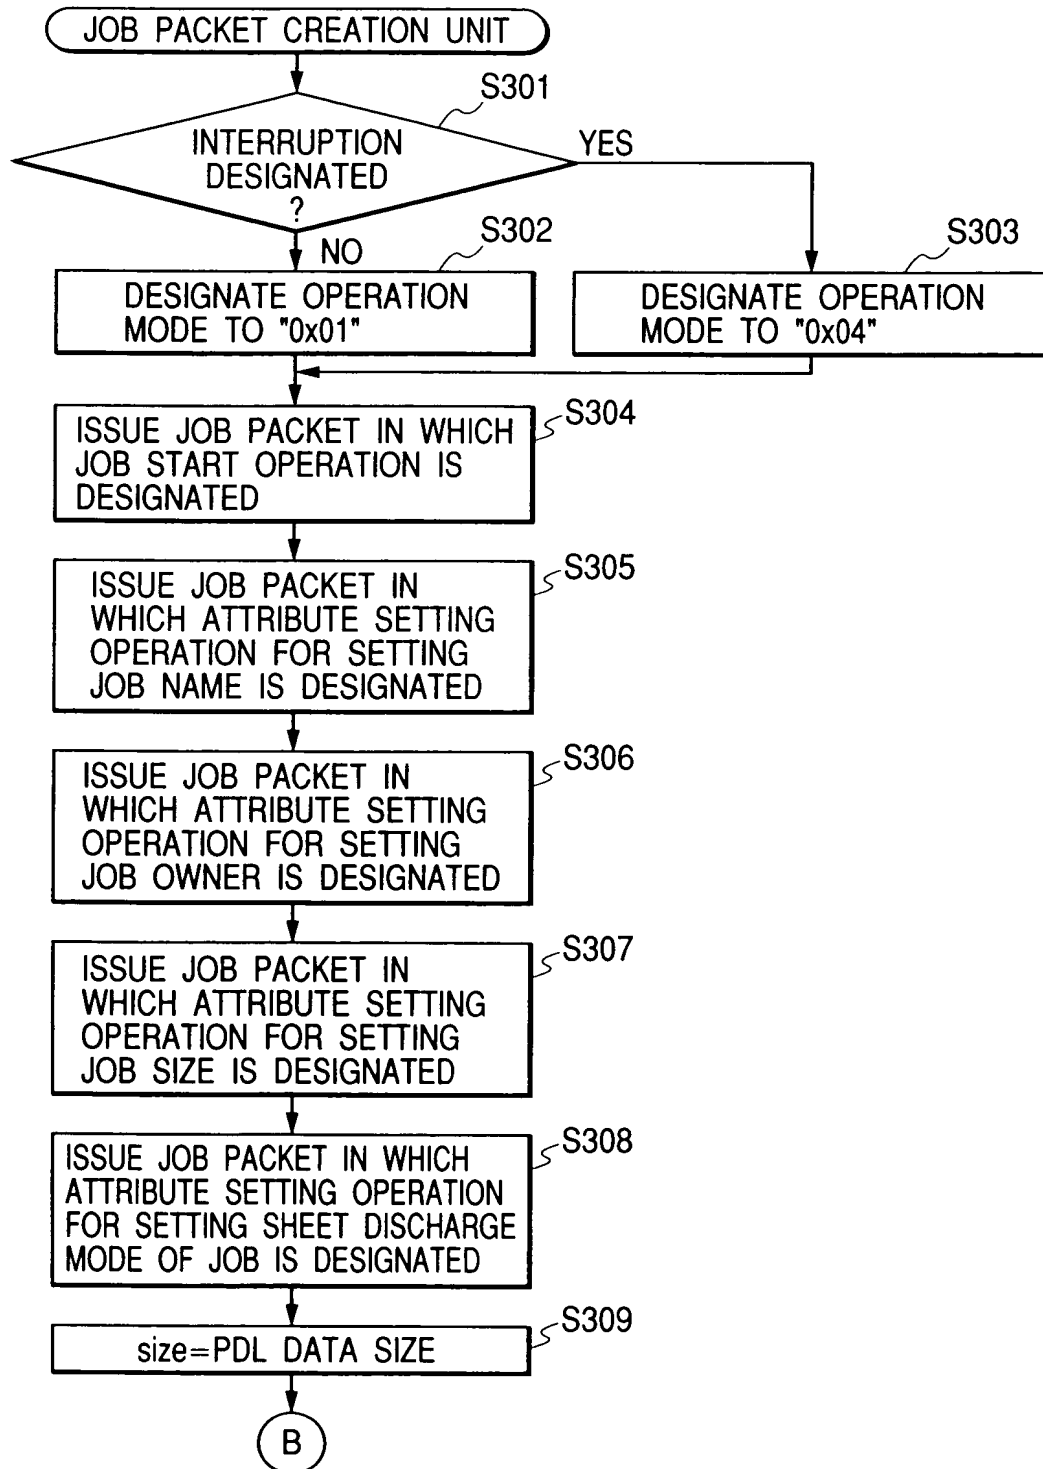 JOB PACKET CREATION UNIT
S301
INTERRUPTION
DESIGNATED
?
YES
NO
S302
DESIGNATE OPERATION
MODE TO "0x01"
S303
DESIGNATE OPERATION
MODE TO "0x04"
S304
ISSUE JOB PACKET IN WHICH
JOB START OPERATION IS
DESIGNATED
S305
ISSUE JOB PACKET IN
WHICH ATTRIBUTE SETTING
OPERATION FOR SETTING
JOB NAME IS DESIGNATED
S306
ISSUE JOB PACKET IN
WHICH ATTRIBUTE SETTING
OPERATION FOR SETTING
JOB OWNER IS DESIGNATED
S307
ISSUE JOB PACKET IN
WHICH ATTRIBUTE SETTING
OPERATION FOR SETTING
JOB SIZE IS DESIGNATED
S308
ISSUE JOB PACKET IN WHICH
ATTRIBUTE SETTING OPERATION
FOR SETTING SHEET DISCHARGE
MODE OF JOB IS DESIGNATED
S309
size=PDL DATA SIZE
B